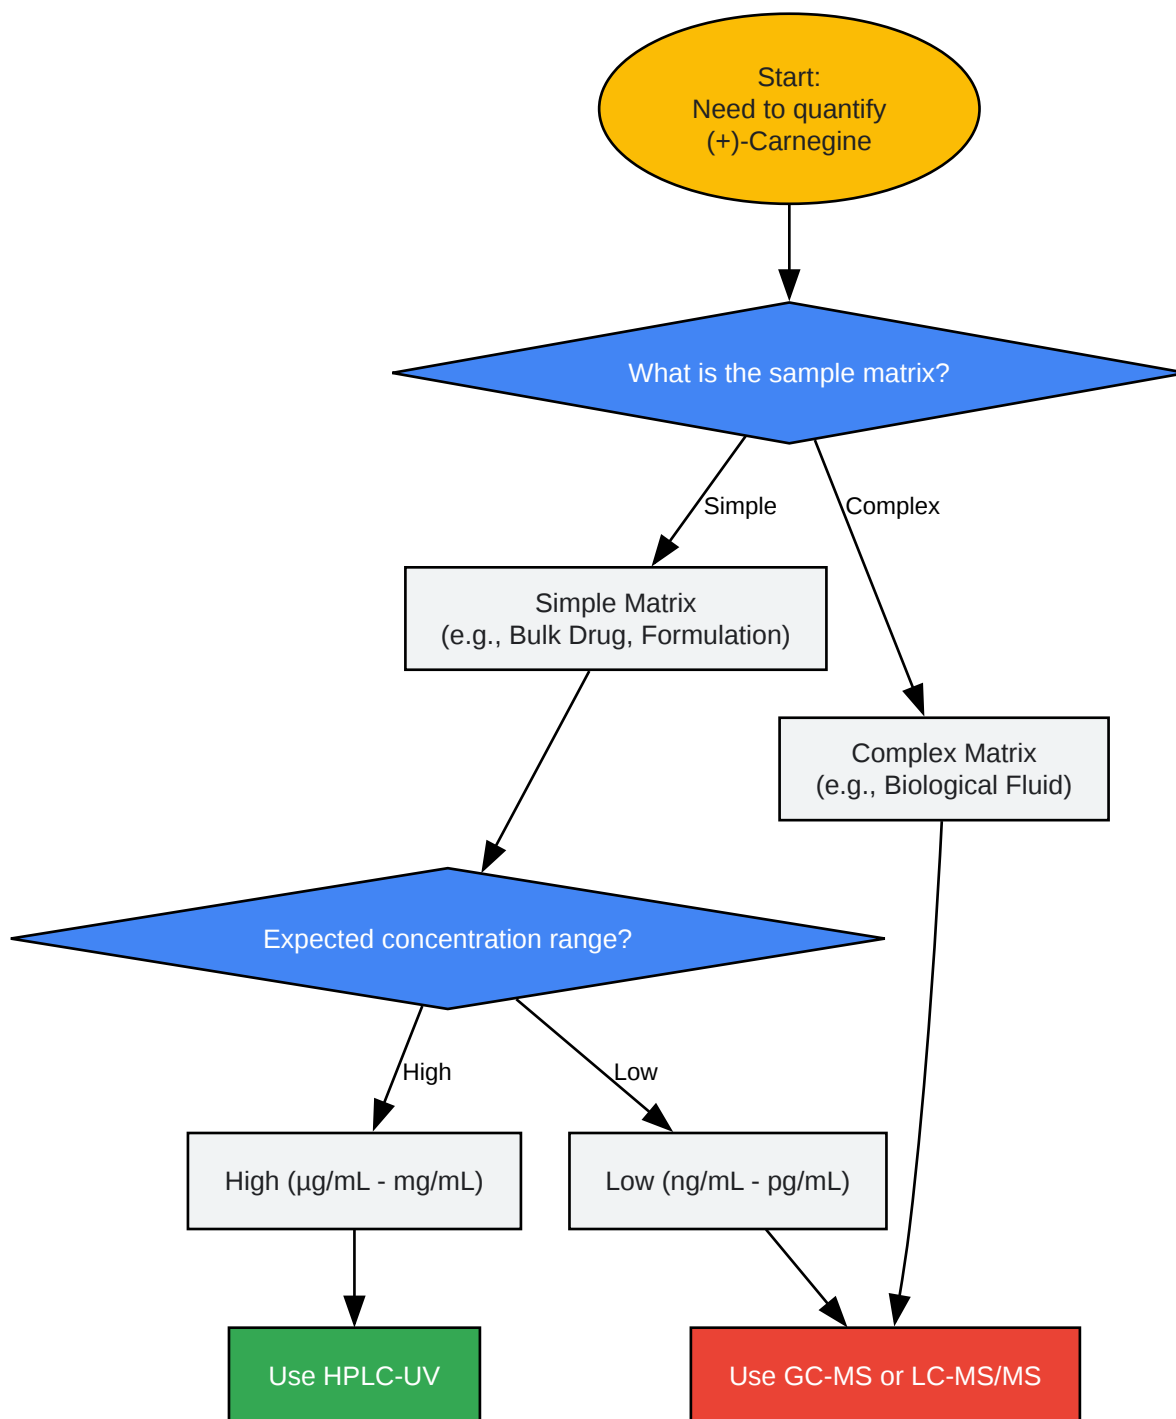 Start:
Need to quantify
(+)-Carnegine
What is the sample matrix?
Simple
Complex
Simple Matrix
(e.g., Bulk Drug, Formulation)
Complex Matrix
(e.g., Biological Fluid)
Expected concentration range?
High
Low
High (µg/mL - mg/mL)
Low (ng/mL - pg/mL)
Use HPLC-UV
Use GC-MS or LC-MS/MS